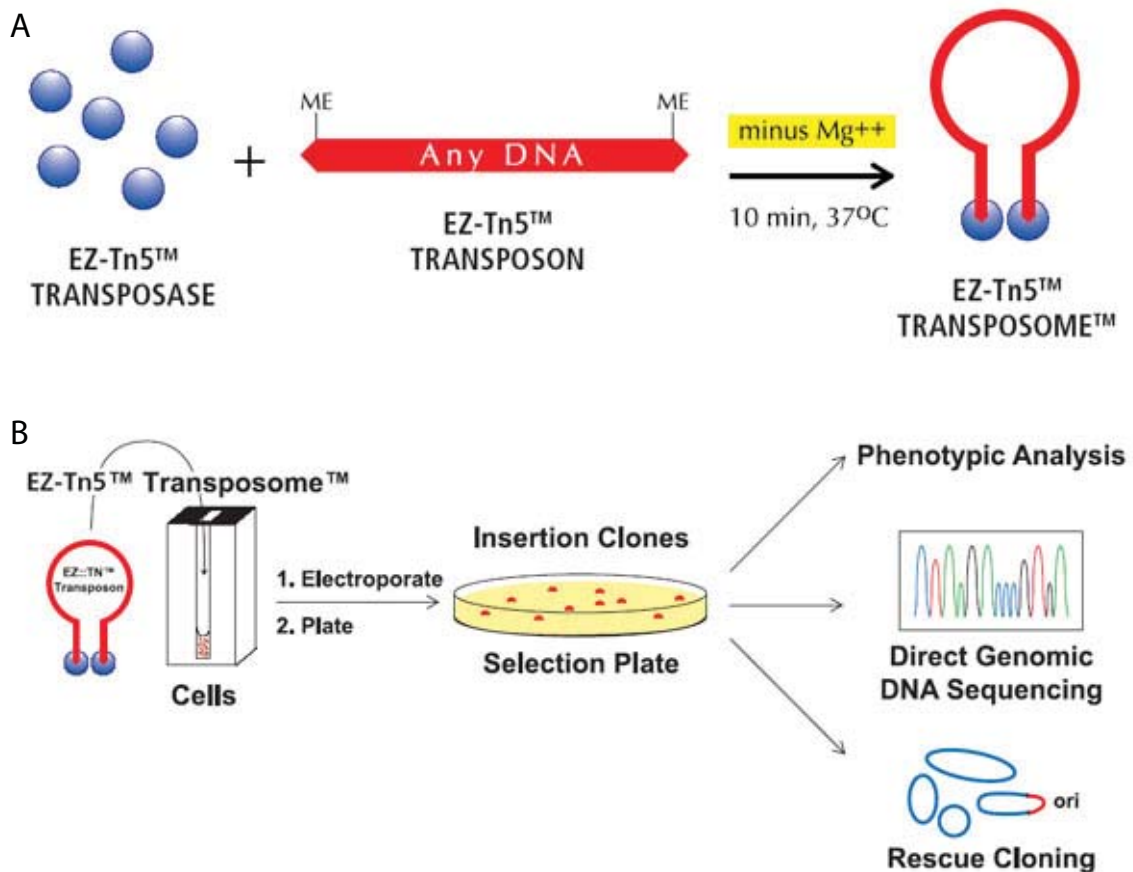 A
ME
ME
Any DNA
minus Mg++
10 min, 37ºC
EZ-Tn5™
TRANSPOSASE
+
EZ-Tn5™
TRANSPOSON
EZ-Tn5™
TRANSPOSOME™
B
EZ-Tn5™ Transposome™
EZ::TN™
Transposon
Cells
1. Electroporate
2. Plate
Insertion Clones
Selection Plate
Phenotypic Analysis
Direct Genomic
DNA Sequencing
ori
Rescue Cloning